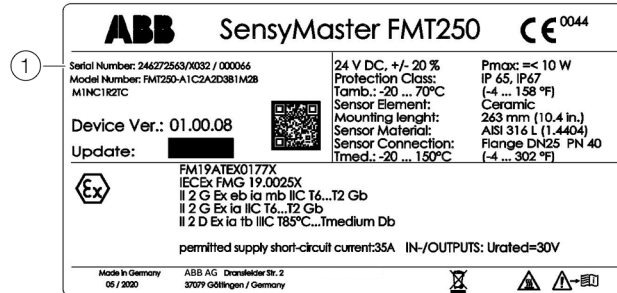 ABB SensyMaster FMT250 CE 0044
1
Serial Number: 246272563/X032 / 000066
Model Number: FMT250-A1C2A2D3B1M2B
M1NC1R2TC
Device Ver.: 01.00.08
Update:
24 V DC, +/- 20 % Pmax: =< 10 W
Protection Class: IP 65, IP67
Tamb.: -20 ... 70°C (-4 ... 158 °F)
Sensor Element: Ceramic
Mounting lenght: 263 mm (10.4 in.)
Sensor Material: AISI 316 L (1.4404)
Sensor Connection: Flange DN25 PN 40
Tmed.: -20 ... 150°C (-4 ... 302 °F)
Ex
FM19ATEX0177X
IECEx FMG 19.0025X
II 2 G Ex eb ia mb IIC T6...T2 Gb
II 2 G Ex ia IIC T6...T2 Gb
II 2 D Ex ia tb IIIC T85°C...Tmedium Db
permitted supply short-circuit current:35A IN-/OUTPUTS: Urated=30V
Made in Germany
05 / 2020
ABB AG Dransfelder Str. 2
37079 Göttingen / Germany